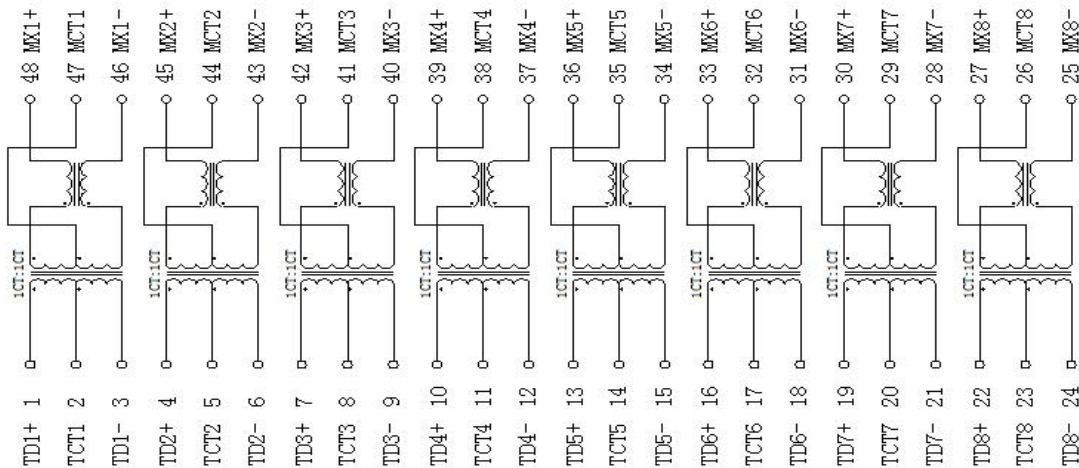 MX1+ MCT1 MX1- MX2+ MCT2 MX2- MX3+ MCT3 MX3- MX4+ MCT4 MX4- MX5+ MCT5 MX5- MX6+ MCT6 MX6- MX7+ MCT7 MX7- MX8+ MCT8 MX8-
48 47 46 45 44 43 42 41 40 39 38 37 36 35 34 33 32 31 30 29 28 27 26 25
1CT:1CT 1CT:1CT 1CT:1CT 1CT:1CT 1CT:1CT 1CT:1CT 1CT:1CT 1CT:1CT
1 2 3 4 5 6 7 8 9 10 11 12 13 14 15 16 17 18 19 20 21 22 23 24
TD1+ TCT1 TD1- TD2+ TCT2 TD2- TD3+ TCT3 TD3- TD4+ TCT4 TD4- TD5+ TCT5 TD5- TD6+ TCT6 TD6- TD7+ TCT7 TD7- TD8+ TCT8 TD8-